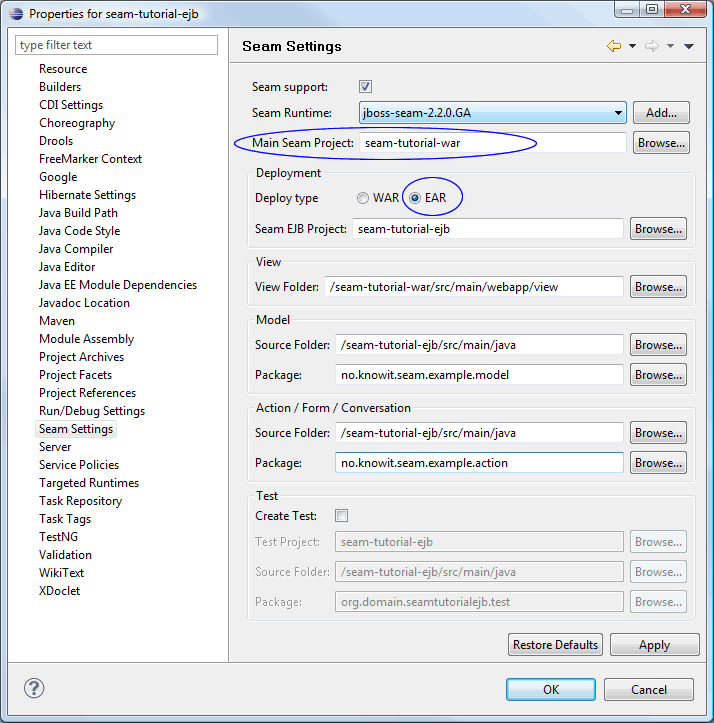 Properties for seam-tutorial-ejb
type filter text
Resource
Builders
CDI Settings
Choreography
Drools
FreeMarker Context
Google
Hibernate Settings
Java Build Path
Java Code Style
Java Compiler
Java Editor
Java EE Module Dependencies
Javadoc Location
Maven
Module Assembly
Project Archives
Project Facets
Project References
Run/Debug Settings
Seam Settings
Server
Service Policies
Targeted Runtimes
Task Repository
Task Tags
TestNG
Validation
WikiText
XDoclet
Seam Settings
Seam support:
Seam Runtime: jboss-seam-2.2.0.GA Add...
Main Seam Project: seam-tutorial-war Browse...
Deployment
Deploy type WAR EAR
Seam EJB Project: seam-tutorial-ejb Browse...
View
View Folder: /seam-tutorial-war/src/main/webapp/view Browse...
Model
Source Folder: /seam-tutorial-ejb/src/main/java Browse...
Package: no.knowit.seam.example.model Browse...
Action / Form / Conversation
Source Folder: /seam-tutorial-ejb/src/main/java Browse...
Package: no.knowit.seam.example.action Browse...
Test
Create Test:
Test Project: seam-tutorial-ejb Browse...
Source Folder: /seam-tutorial-ejb/src/main/java Browse...
Package: org.domain.seamtutorialejb.test Browse...
Restore Defaults Apply
? OK Cancel